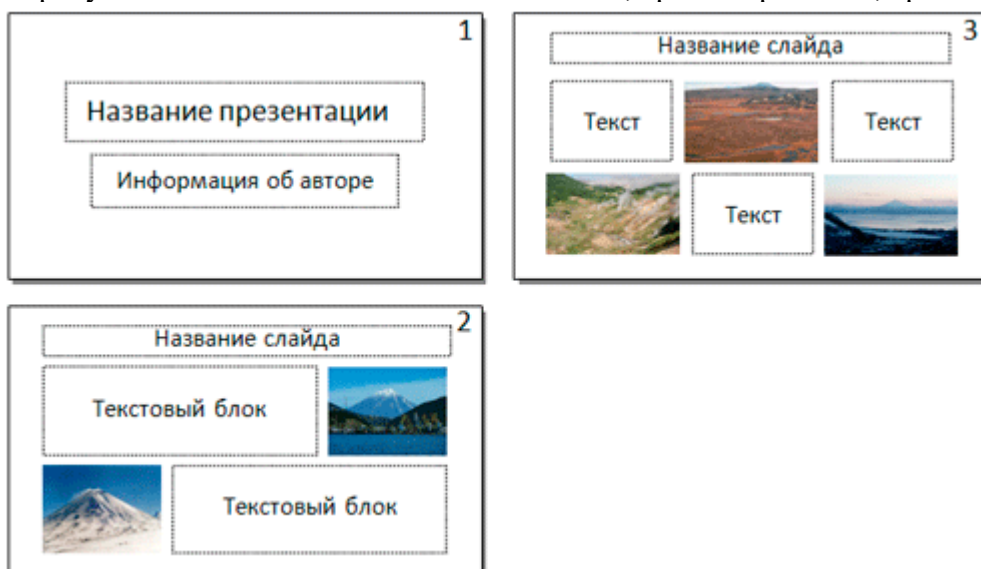 1
Название презентации
Информация об авторе
3
Название слайда
Текст
Текст
Текст
2
Название слайда
Текстовый блок
Текстовый блок